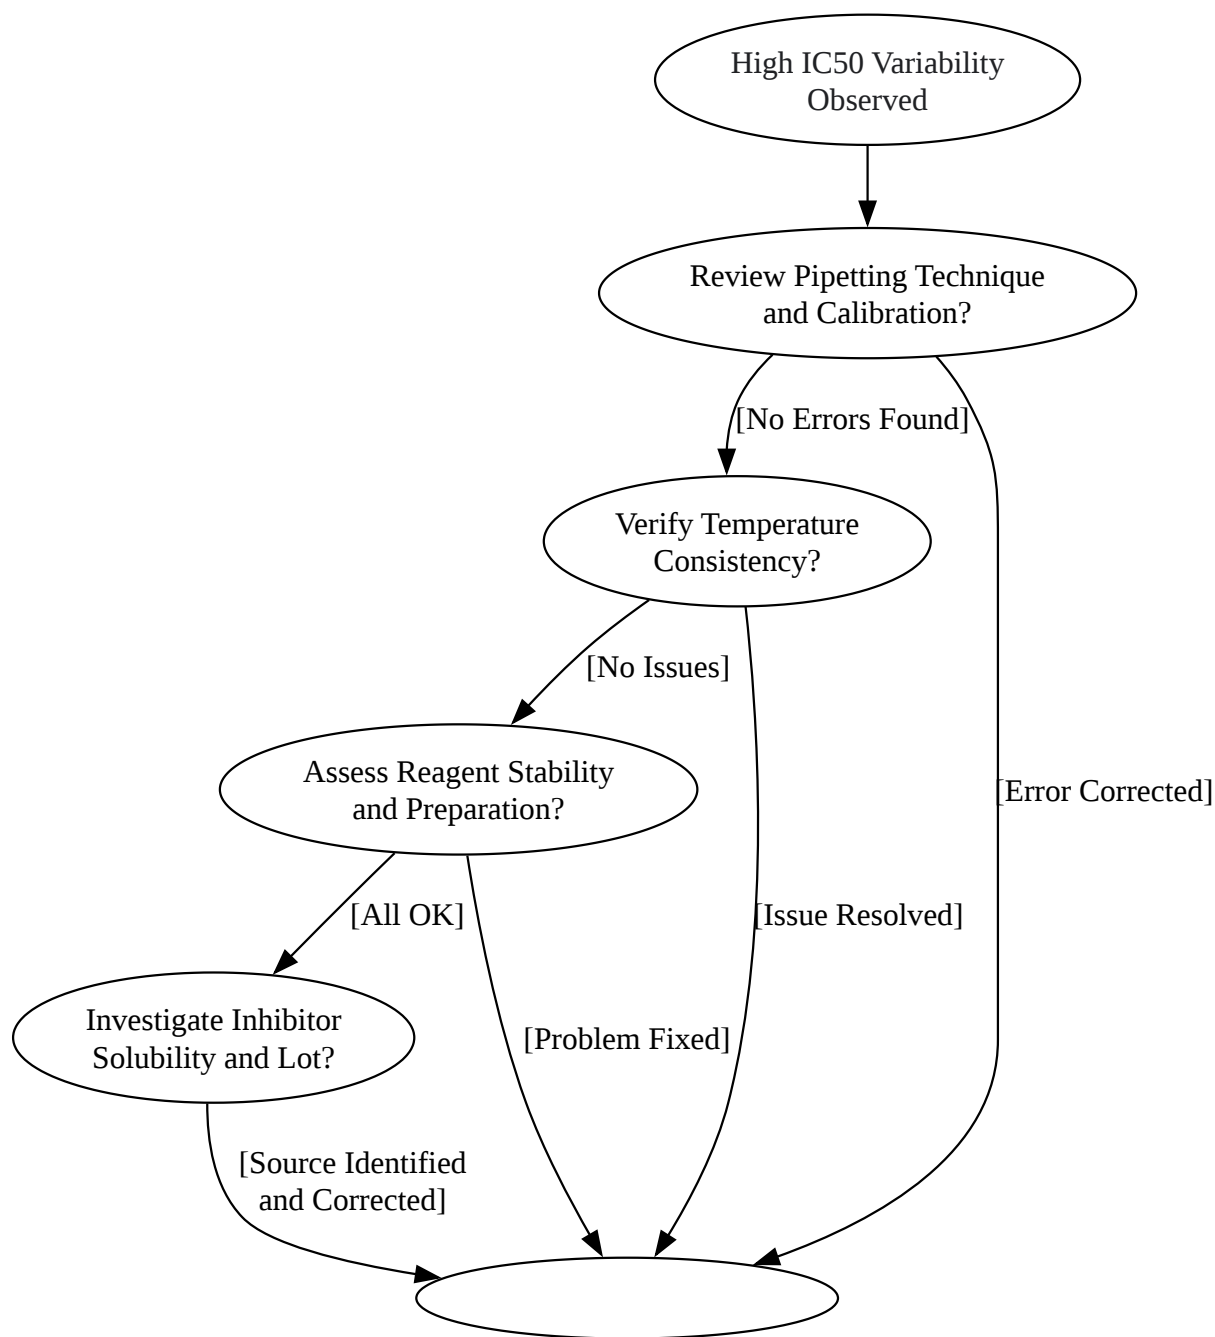 High IC50 Variability
Observed
Review Pipetting Technique
and Calibration?
[No Errors Found]
Verify Temperature
Consistency?
[No Issues]
Assess Reagent Stability
and Preparation?
[Error Corrected]
[All OK]
[Issue Resolved]
Investigate Inhibitor
Solubility and Lot?
[Problem Fixed]
[Source Identified
and Corrected]